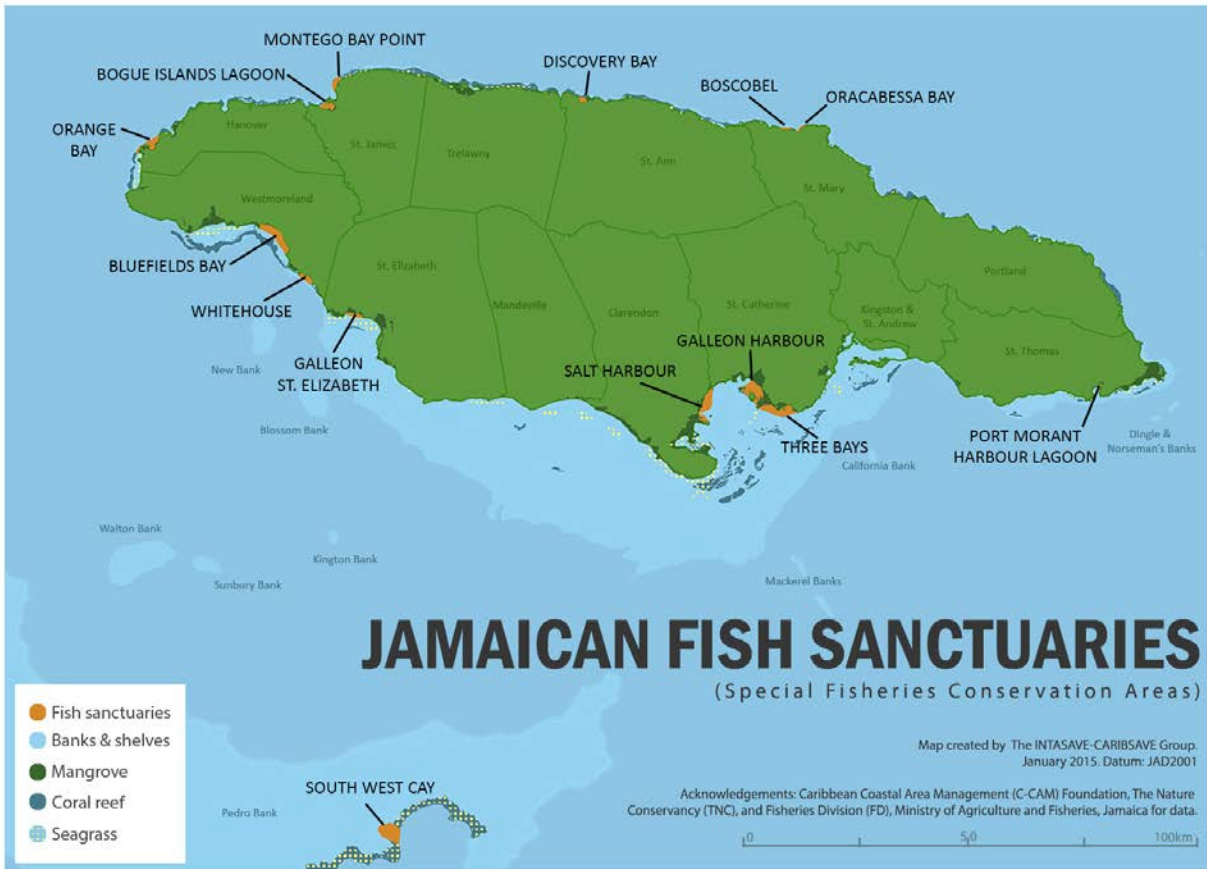 MONTEGO BAY POINT
BOGUE ISLANDS LAGOON
DISCOVERY BAY
BOSCOBEL
ORACABESSA BAY
ORANGE
BAY
Hanover
St. James
Trelawny
St. Ann
St. Mary
Westmoreland
BLUEFIELDS BAY
WHITEHOUSE
St. Elizabeth
Mandeville
Clarendon
St. Catherine
Kingston &
St. Andrew
Portland
St. Thomas
GALLEON
ST. ELIZABETH
SALT HARBOUR
GALLEON HARBOUR
THREE BAYS
PORT MORANT
HARBOUR LAGOON
New Bank
Blossom Bank
Walton Bank
Sunbury Bank
Kington Bank
California Bank
Dingle &
Norseman's Banks
Mackerel Banks
JAMAICAN FISH SANCTUARIES
(Special Fisheries Conservation Areas)
Fish sanctuaries
Banks & shelves
Mangrove
Coral reef
Seagrass
Pedro Bank
SOUTH WEST CAY
Map created by The INTASAVE-CARIBSAVE Group.
January 2015. Datum: JAD2001
Acknowledgements: Caribbean Coastal Area Management (C-CAM) Foundation, The Nature
Conservancy (TNC), and Fisheries Division (FD), Ministry of Agriculture and Fisheries, Jamaica for data.
0 5,0 100km